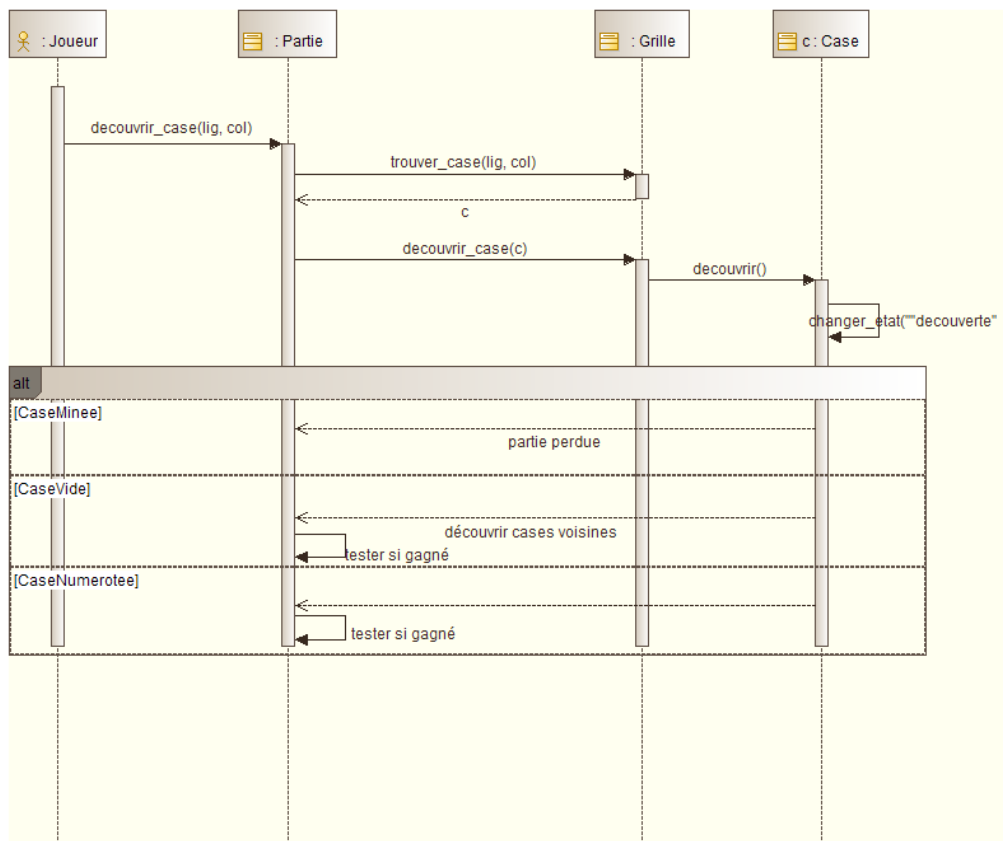 : Joueur
: Partie
: Grille
c : Case
decouvrir_case(lig, col)
trouver_case(lig, col)
c
decouvrir_case(c)
decouvrir()
changer_etat(""decouverte"
alt
[CaseMinee]
partie perdue
[CaseVide]
découvrir cases voisines
tester si gagné
[CaseNumerotee]
tester si gagné